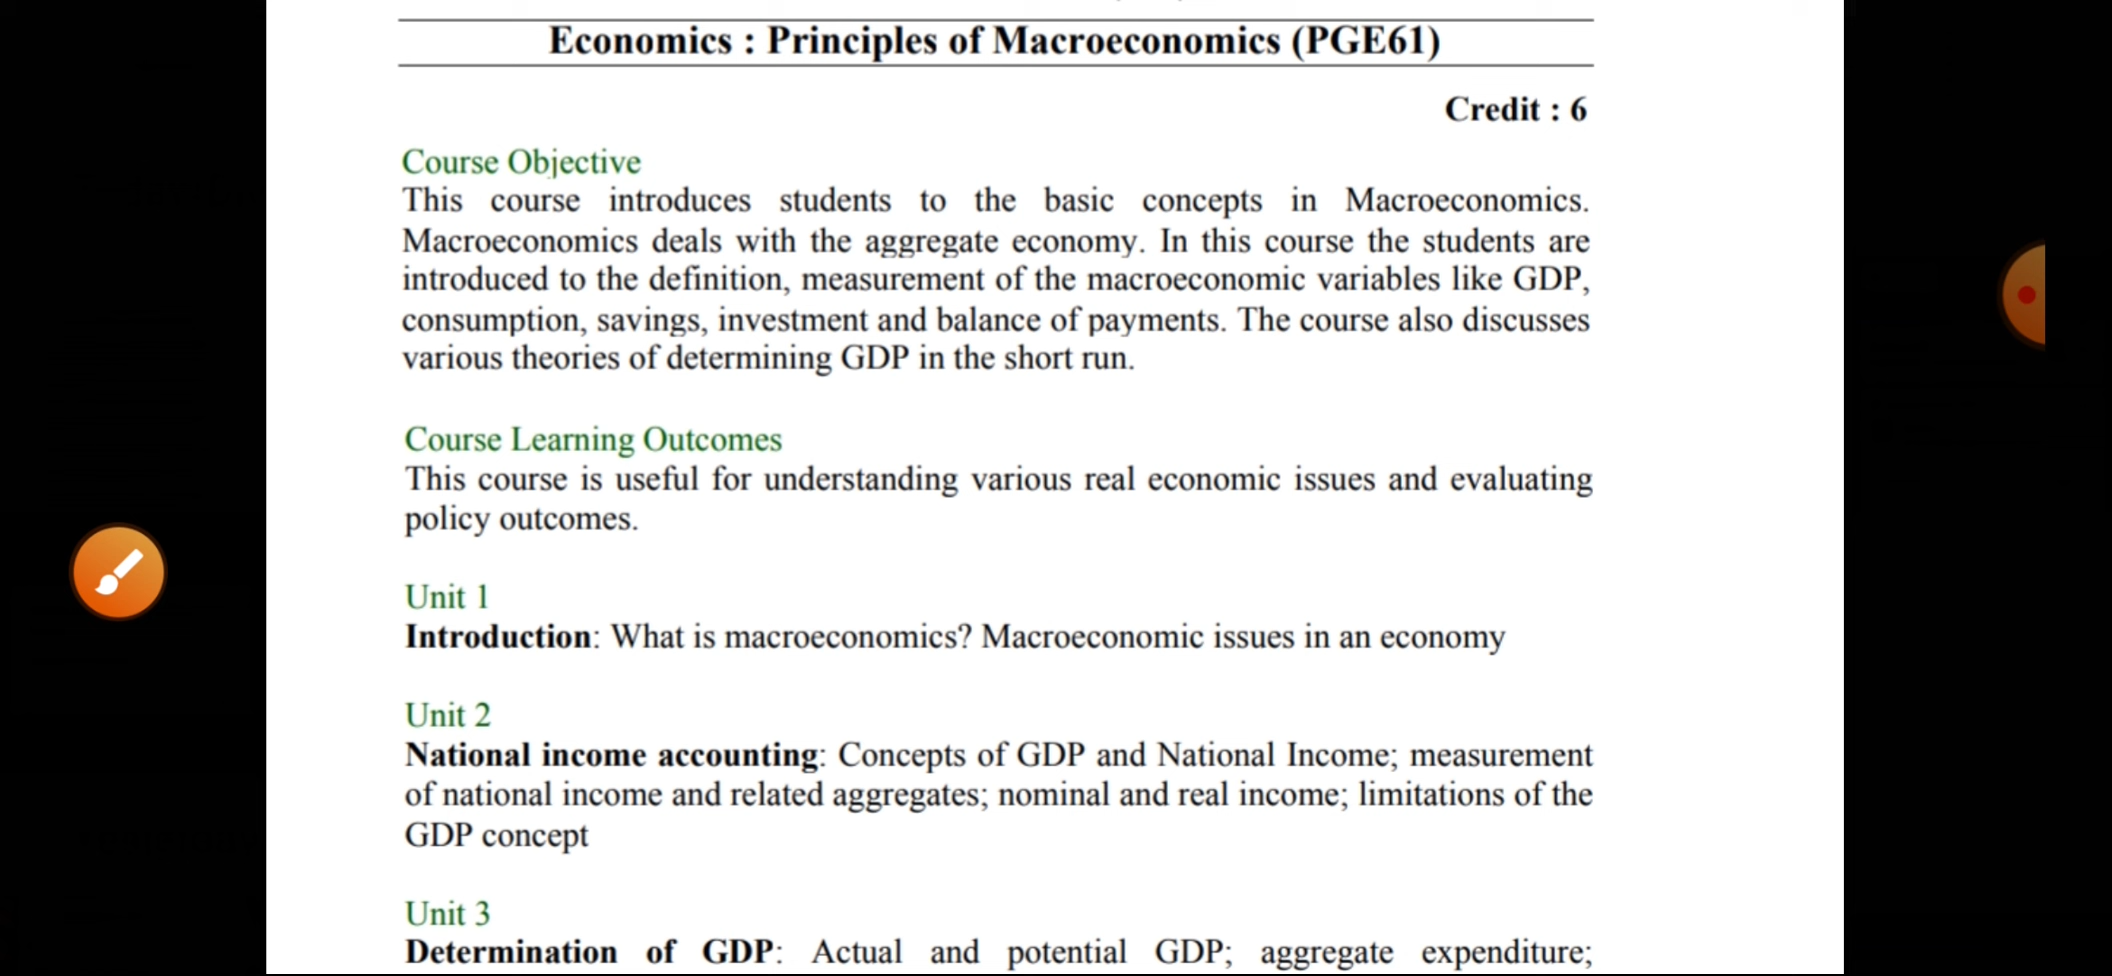 Economics : Principles of Macroeconomics (PGE61)
Credit : 6
Course Objective
This course introduces students to the basic concepts in Macroeconomics.
Macroeconomics deals with the aggregate economy. In this course the students are
introduced to the definition, measurement of the macroeconomic variables like GDP,
consumption, savings, investment and balance of payments. The course also discusses
various theories of determining GDP in the short run.
Course Learning Outcomes
This course is useful for understanding various real economic issues and evaluating
policy outcomes.
Unit 1
Introduction: What is macroeconomics? Macroeconomic issues in an economy
Unit 2
National income accounting: Concepts of GDP and National Income; measurement
of national income and related aggregates; nominal and real income; limitations of the
GDP concept
Unit 3
Determination of GDP: Actual and potential GDP; aggregate expenditure;